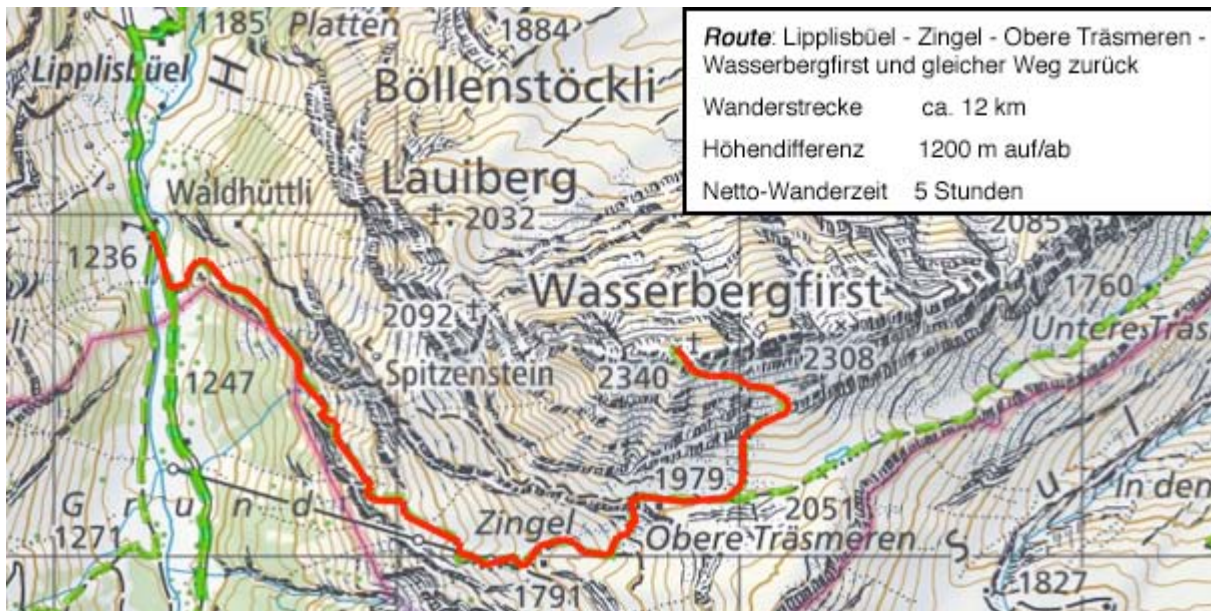 Route: Lipplisbüel - Zingel - Obere Träsmeren -
Wasserbergfirst und gleicher Weg zurück
Wanderstrecke ca. 12 km
Höhendifferenz 1200 m auf/ab
Netto-Wanderzeit 5 Stunden
1185
Platten
1884
Lipplisbüel
H
Böllenstöckli
Waldhüttli
Lauiberg
2032
2085
1236
Wasserbergfirst
1760
2092
Unteres
Spitzenstein
2340
2308
1247
1979
Grund
Zingel
2051
In den
1271
Obere Träsmeren
S u l
1791
1827